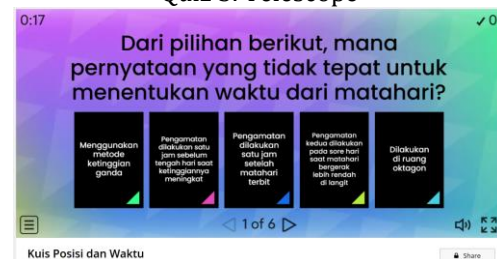 0:17
✓ 0
Dari pilihan berikut, mana
pernyataan yang tidak tepat untuk
menentukan waktu dari matahari?
Menggunakan
metode
ketinggian
ganda
Pengamatan
dilakukan satu
jam sebelum
tengah hari saat
ketinggiannya
meningkat
Pengamatan
dilakukan
satu jam
setelah
matahari
terbit
Pengamatan
kedua dilakukan
pada sore hari
saat matahari
bergerak
lebih rendah
di langit
Dilakukan
di ruang
oktagon
1 of 6
Kuis Posisi dan Waktu
Share